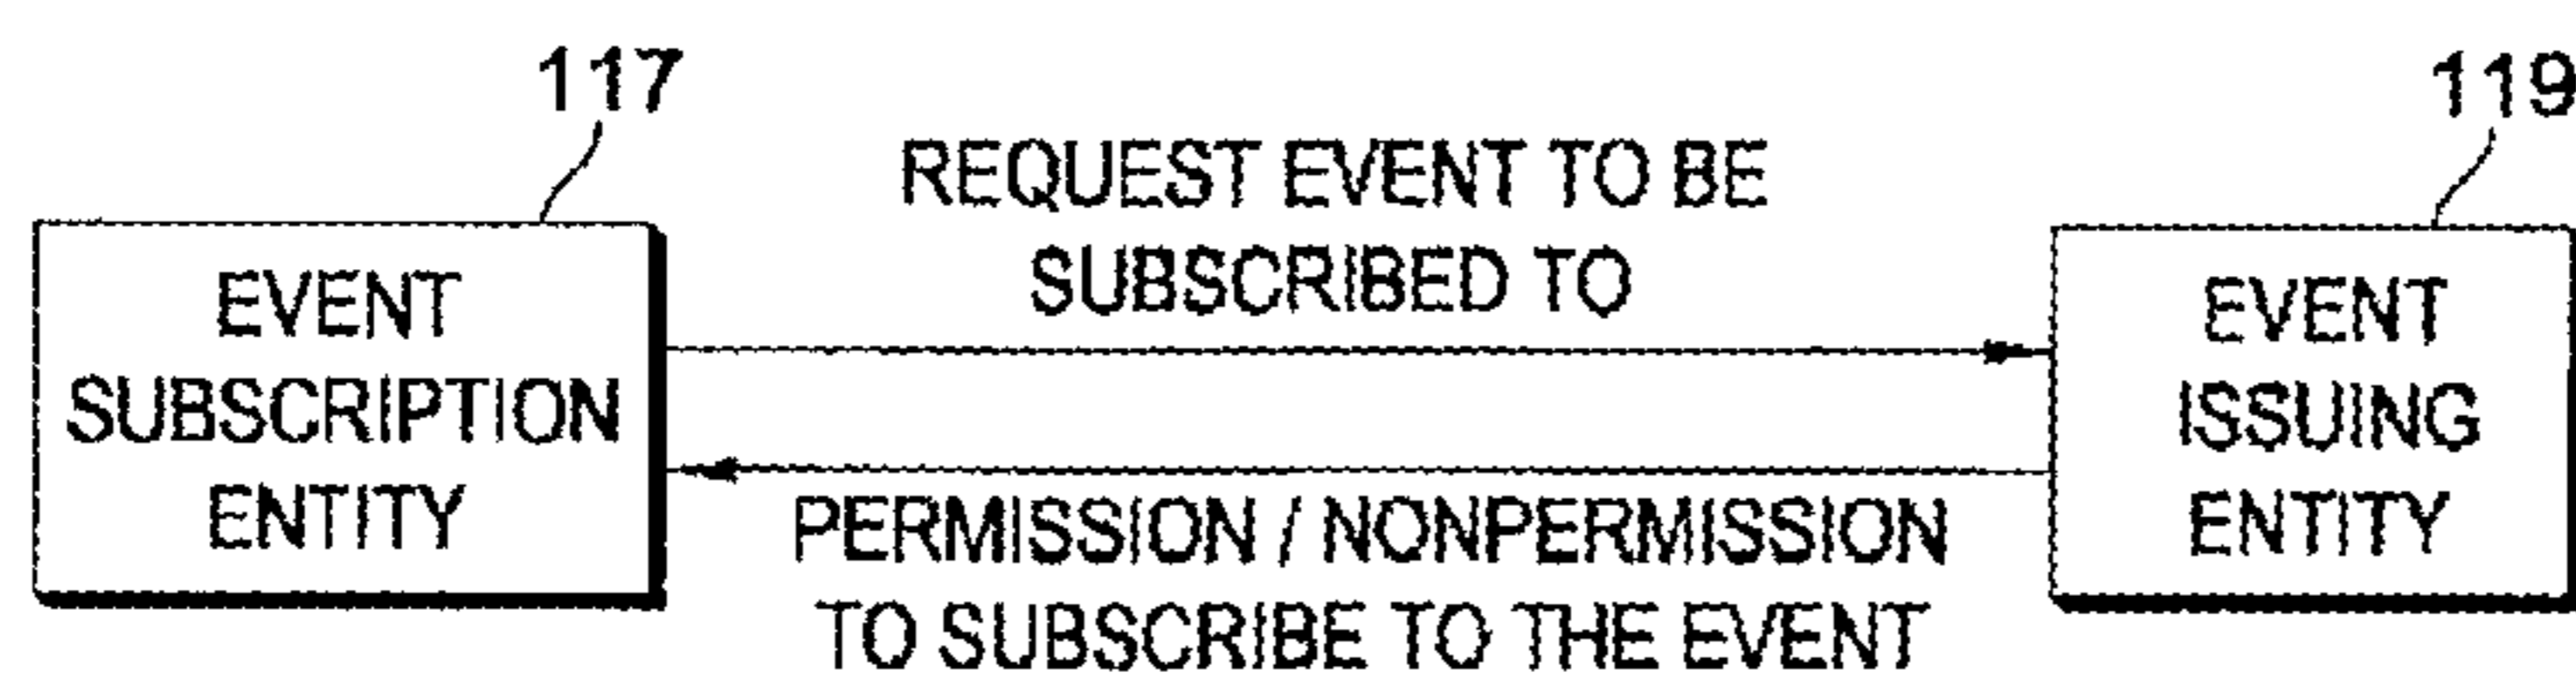 117
119
REQUEST EVENT TO BE
SUBSCRIBED TO
EVENT
SUBSCRIPTION
ENTITY
EVENT
ISSUING
ENTITY
PERMISSION / NONPERMISSION
TO SUBSCRIBE TO THE EVENT